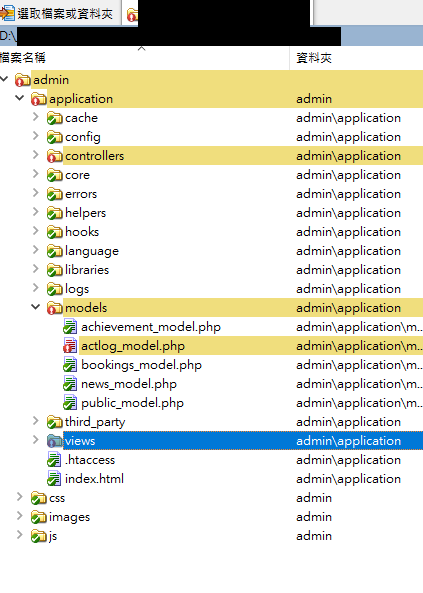 選取檔案或資料夾
D:\
檔案名稱 資料夾
admin
application admin
cache admin\application
config admin\application
controllers admin\application
core admin\application
errors admin\application
helpers admin\application
hooks admin\application
language admin\application
libraries admin\application
logs admin\application
models admin\application
achievement_model.php admin\application\m...
actlog_model.php admin\application\m...
bookings_model.php admin\application\m...
news_model.php admin\application\m...
public_model.php admin\application\m...
third_party admin\application
views admin\application
.htaccess admin\application
index.html admin\application
css admin
images admin
js admin